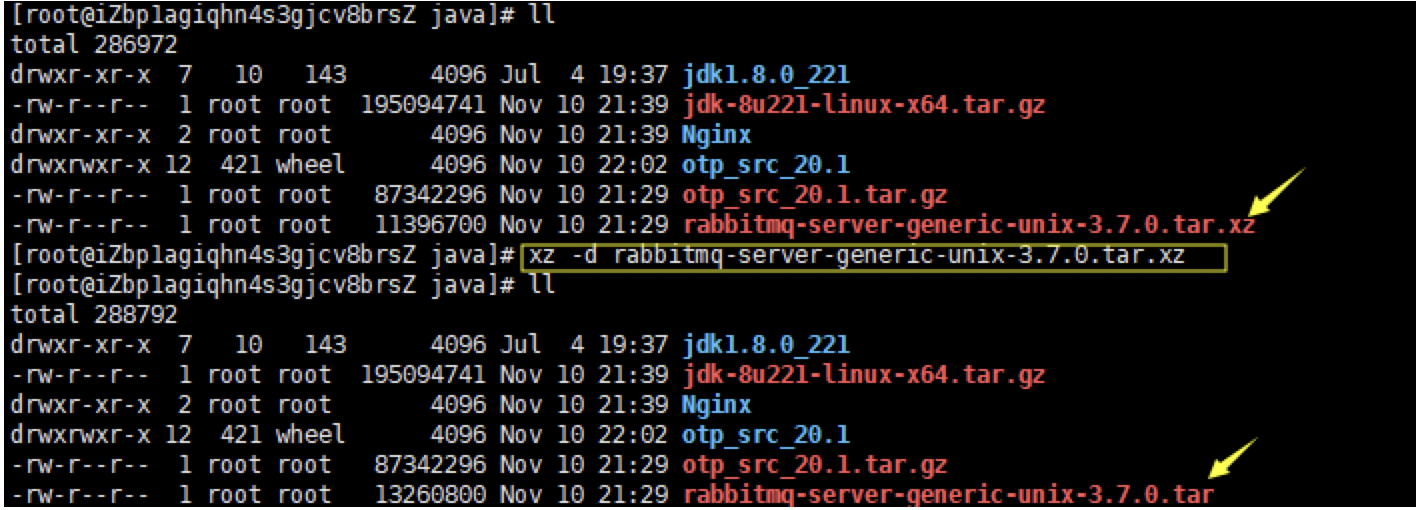 [root@iZbp1agiqhn4s3gjcv8brsZ java]# ll
total 286972
drwxr-xr-x  7   10   143      4096 Jul  4 19:37 jdk1.8.0_221
-rw-r--r--  1 root root  195094741 Nov 10 21:39 jdk-8u221-linux-x64.tar.gz
drwxr-xr-x  2 root root       4096 Nov 10 21:39 Nginx
drwxrwxr-x 12  421 wheel      4096 Nov 10 22:02 otp_src_20.1
-rw-r--r--  1 root root   87342296 Nov 10 21:29 otp_src_20.1.tar.gz
-rw-r--r--  1 root root   11396700 Nov 10 21:29 rabbitmq-server-generic-unix-3.7.0.tar.xz
[root@iZbp1agiqhn4s3gjcv8brsZ java]# xz -d rabbitmq-server-generic-unix-3.7.0.tar.xz
[root@iZbp1agiqhn4s3gjcv8brsZ java]# ll
total 288792
drwxr-xr-x  7   10   143      4096 Jul  4 19:37 jdk1.8.0_221
-rw-r--r--  1 root root  195094741 Nov 10 21:39 jdk-8u221-linux-x64.tar.gz
drwxr-xr-x  2 root root       4096 Nov 10 21:39 Nginx
drwxrwxr-x 12  421 wheel      4096 Nov 10 22:02 otp_src_20.1
-rw-r--r--  1 root root   87342296 Nov 10 21:29 otp_src_20.1.tar.gz
-rw-r--r--  1 root root   13260800 Nov 10 21:29 rabbitmq-server-generic-unix-3.7.0.tar